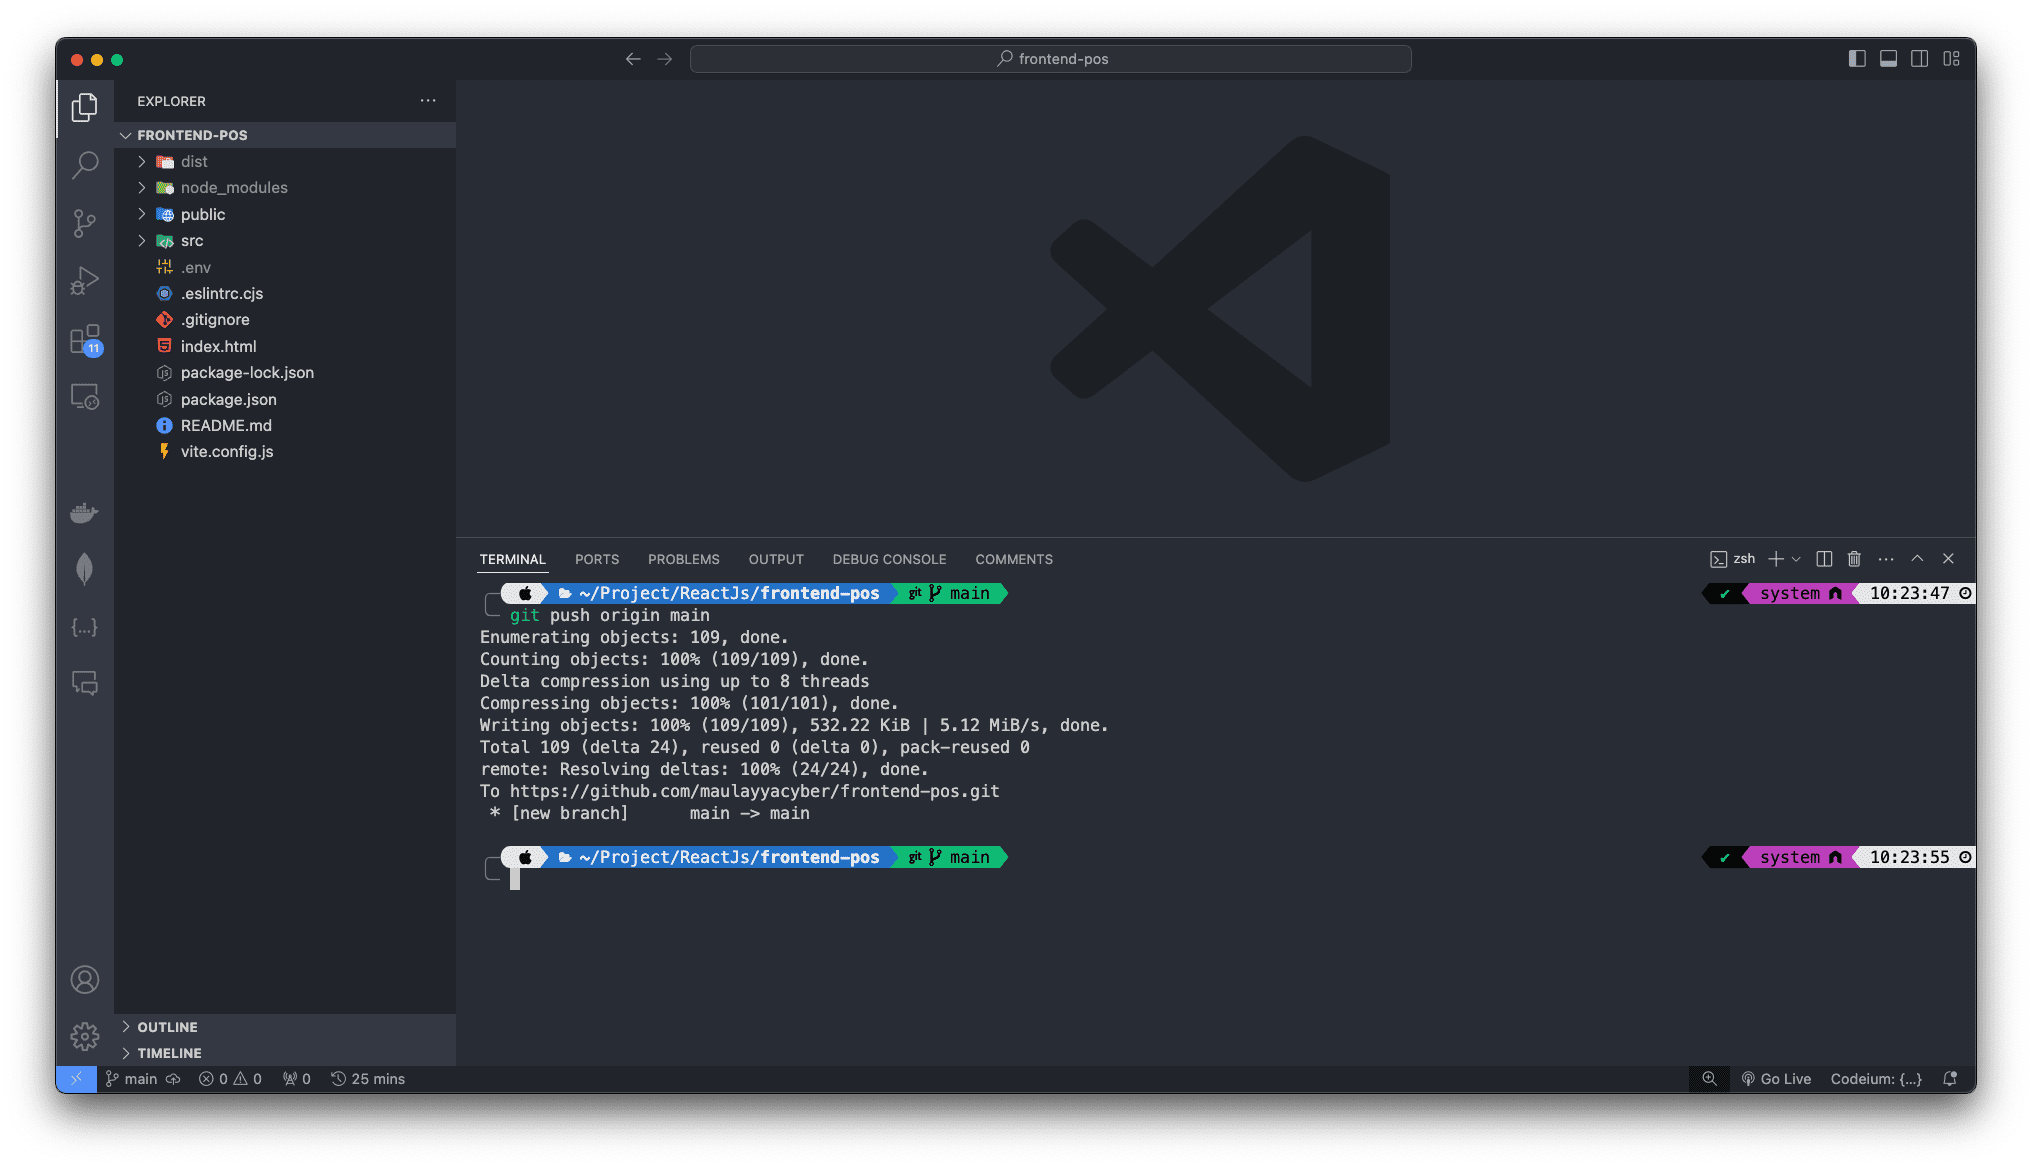 frontend-pos
EXPLORER
FRONTEND-POS
dist
node_modules
public
src
.env
.eslintrc.cjs
.gitignore
index.html
package-lock.json
package.json
README.md
vite.config.js
11
{...}
OUTLINE
TIMELINE
TERMINAL PORTS PROBLEMS OUTPUT DEBUG CONSOLE COMMENTS zsh
~/Project/ReactJs/frontend-pos git main ✔ system 10:23:47
git push origin main
Enumerating objects: 109, done.
Counting objects: 100% (109/109), done.
Delta compression using up to 8 threads
Compressing objects: 100% (101/101), done.
Writing objects: 100% (109/109), 532.22 KiB | 5.12 MiB/s, done.
Total 109 (delta 24), reused 0 (delta 0), pack-reused 0
remote: Resolving deltas: 100% (24/24), done.
To https://github.com/maulayyacyber/frontend-pos.git
* [new branch] main -> main
~/Project/ReactJs/frontend-pos git main ✔ system 10:23:55
main 0 0 0 25 mins Go Live Codeium: {...}